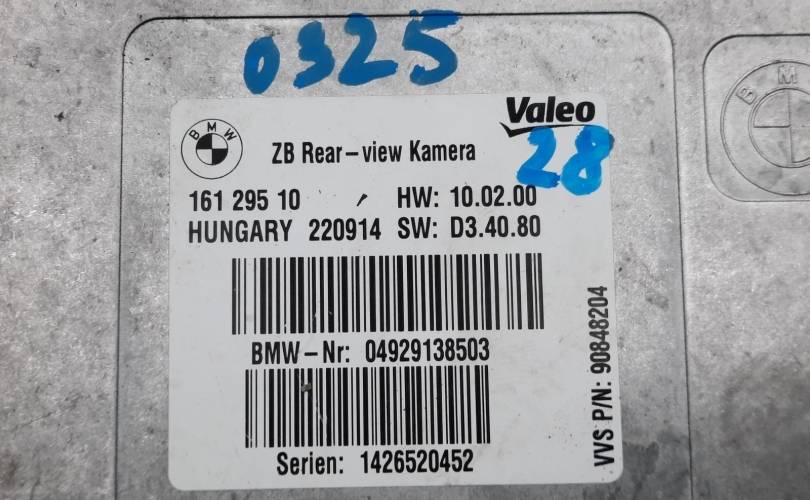 0325
Valeo
28
BMW
ZB Rear-view Kamera
161 295 10 HW: 10.02.00
HUNGARY 220914 SW: D3.40.80
BMW-Nr: 04929138503
Serien: 1426520452
VVS P/N: 90848204
BMW